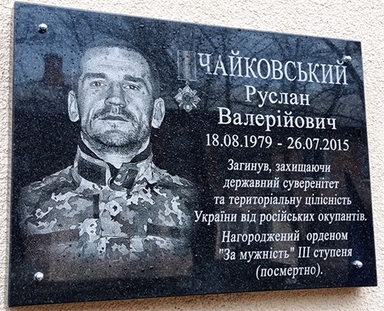 ЧАЙКОВСЬКИЙ
Руслан
Валерійович
18.08.1979 - 26.07.2015
Загинув, захищаючи
державний суверенітет
та територіальну цілісність
України від російських окупантів.
Нагороджений орденом
"За мужність" ІІІ ступеня
(посмертно).